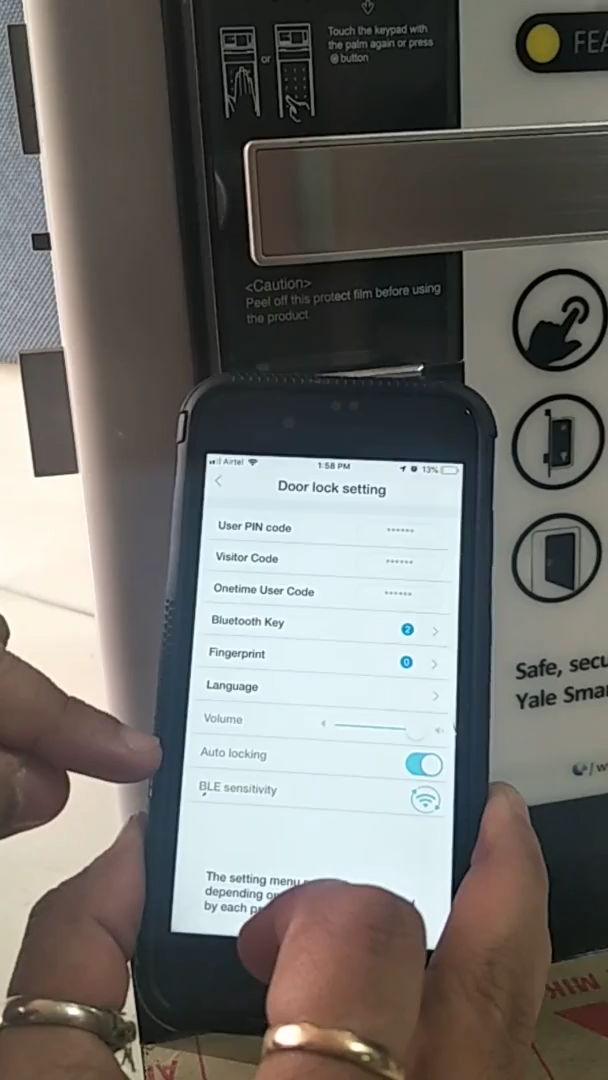 Touch the keypad with
the palm again or press
button
or
FEA
<Caution>
Peel off this protect film before using
the product.
Airtel
1:58 PM
13%
Door lock setting
User PIN code
Visitor Code
Onetime User Code
Bluetooth Key
2
Fingerprint
0
Language
Volume
Auto locking
BLE sensitivity
The setting menu
depending
by each
Safe, secu
Yale Smar